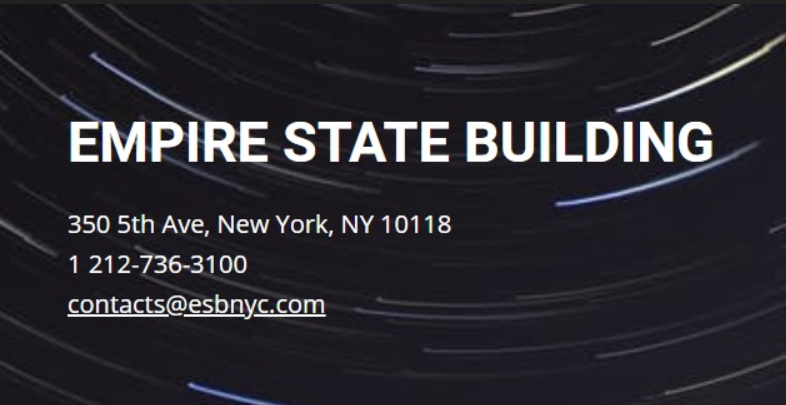 EMPIRE STATE BUILDING
350 5th Ave, New York, NY 10118
1 212-736-3100
contacts@esbnyc.com